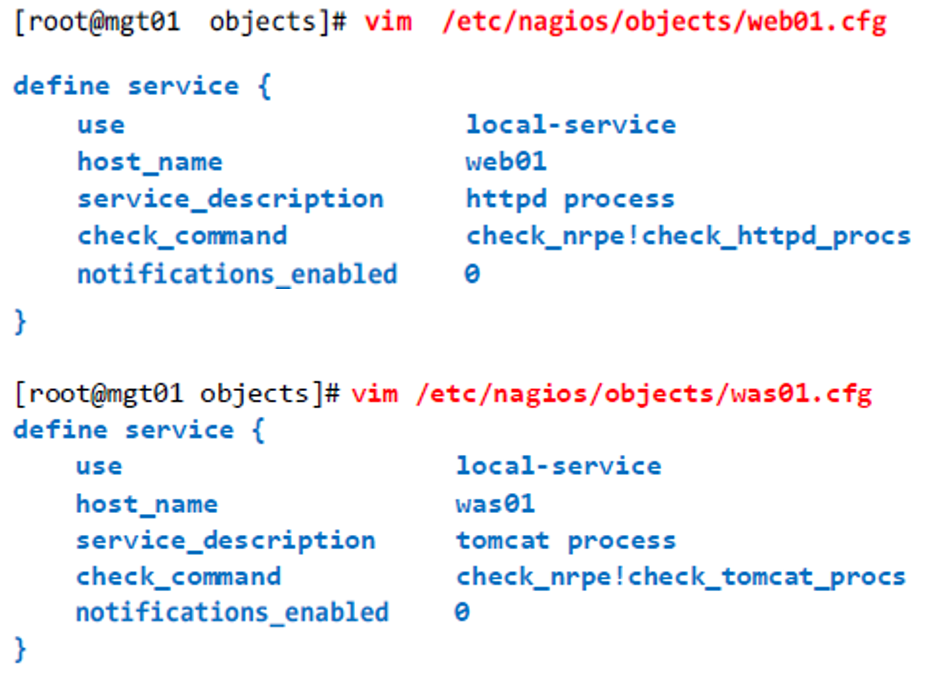 [root@mgt01 objects]# vim /etc/nagios/objects/web01.cfg
define service {
use local-service
host_name web01
service_description httpd process
check_command check_nrpe!check_httpd_procs
notifications_enabled 0
}
[root@mgt01 objects]# vim /etc/nagios/objects/was01.cfg
define service {
use local-service
host_name was01
service_description tomcat process
check_command check_nrpe!check_tomcat_procs
notifications_enabled 0
}